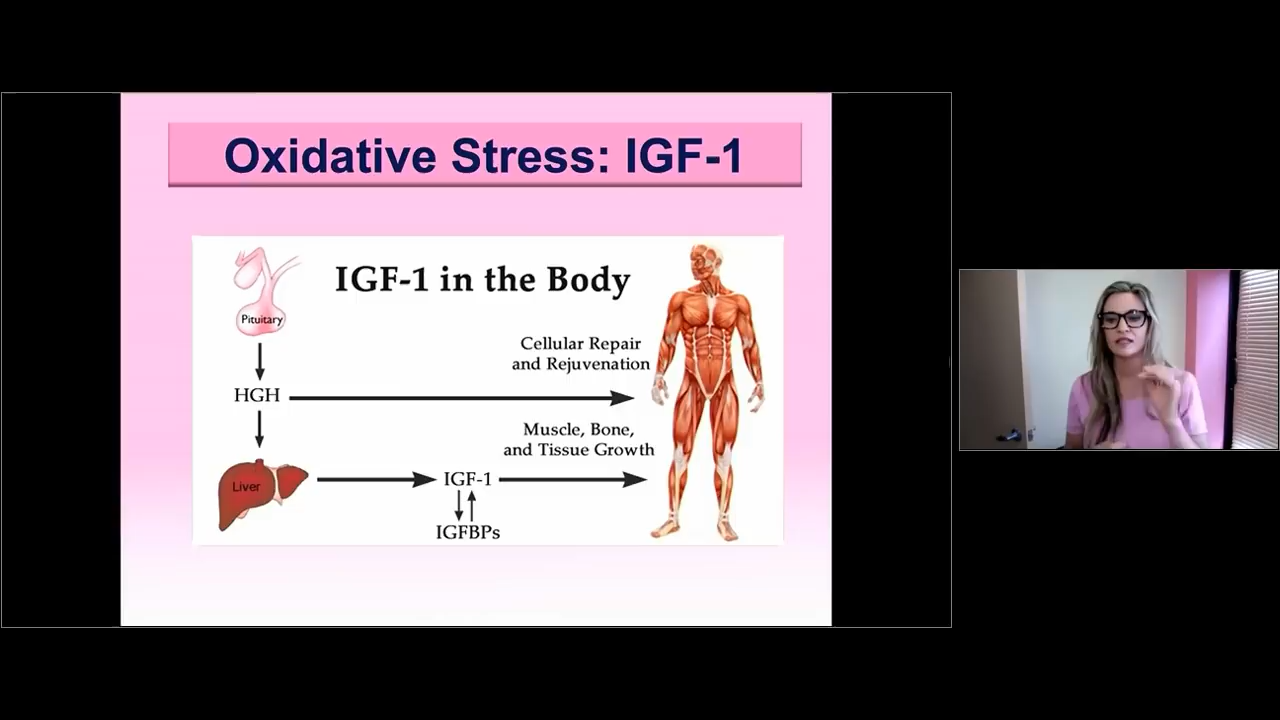 Oxidative Stress: IGF-1
IGF-1 in the Body
Pituitary
Cellular Repair
and Rejuvenation
HGH
Muscle, Bone,
and Tissue Growth
Liver
IGF-1
IGFBPs